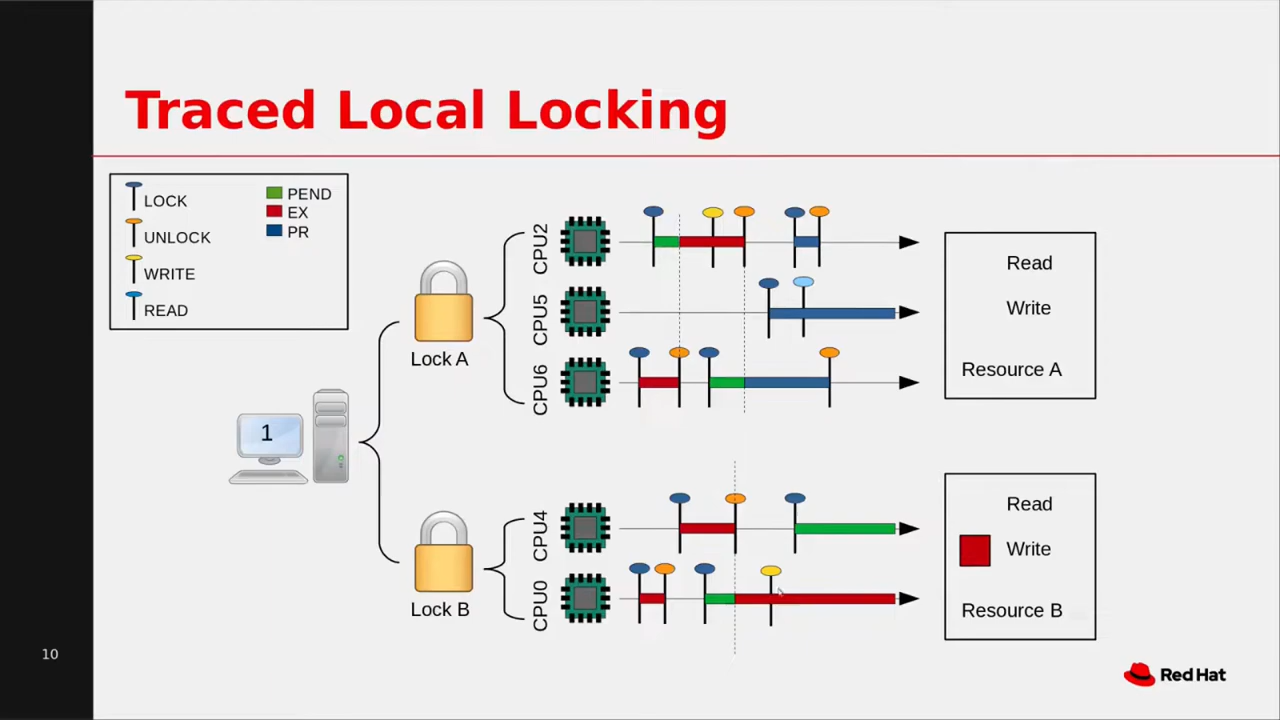 Traced Local Locking
LOCK
UNLOCK
WRITE
READ
PEND
EX
PR
1
Lock A
CPU2
CPU5
CPU6
Read
Write
Resource A
Lock B
CPU4
CPU0
Read
Write
Resource B
10
Red Hat